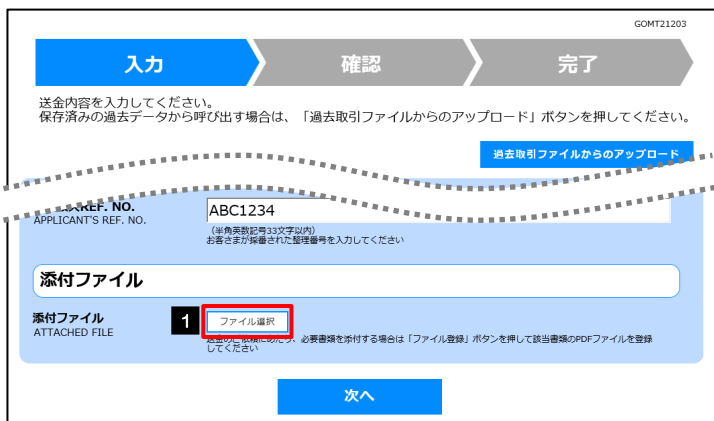 GOMT21203
入力
確認
完了
送金内容を入力してください。
保存済みの過去データから呼び出す場合は、「過去取引ファイルからのアップロード」ボタンを押してください。
過去取引ファイルからのアップロード
REF. NO.
APPLICANT'S REF. NO.
ABC1234
(半角英数記号33文字以内)
お客さまが採番された整理番号を入力してください
添付ファイル
添付ファイル
ATTACHED FILE
1
ファイル選択
送金のご依頼にあたり、必要書類を添付する場合は「ファイル登録」ボタンを押して該当書類のPDFファイルを登録
してください
次へ